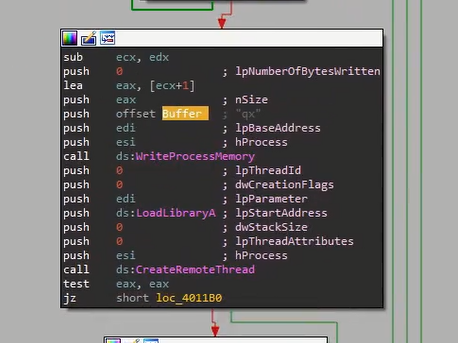 sub ecx, edx
push 0 ; lpNumberOfBytesWritten
lea eax, [ecx+1]
push eax ; nSize
push offset Buffer ; "qx"
push edi ; lpBaseAddress
push esi ; hProcess
call ds:WriteProcessMemory
push 0 ; lpThreadId
push 0 ; dwCreationFlags
push edi ; lpParameter
push ds:LoadLibraryA ; lpStartAddress
push 0 ; dwStackSize
push 0 ; lpThreadAttributes
push esi ; hProcess
call ds:CreateRemoteThread
test eax, eax
jz short loc_4011B0